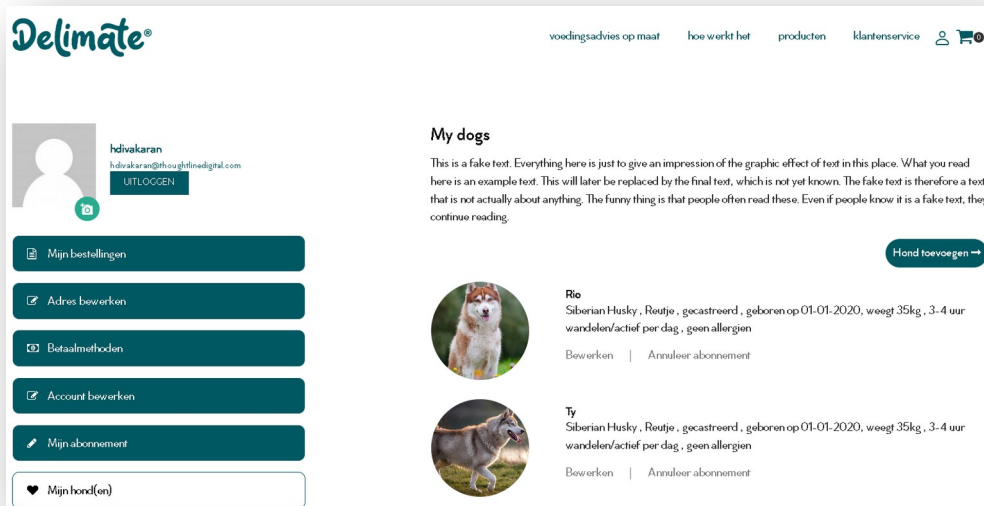 Delimate®
voedingsadvies op maat hoe werkt het producten klantenservice 0
hdivakaran
hdivakaran@thoughtlinedigital.com
UITLOGGEN
Mijn bestellingen
Adres bewerken
Betaalmethoden
Account bewerken
Mijn abonnement
Mijn hond(en)
My dogs
This is a fake text. Everything here is just to give an impression of the graphic effect of text in this place. What you read
here is an example text. This will later be replaced by the final text, which is not yet known. The fake text is therefore a text
that is not actually about anything. The funny thing is that people often read these. Even if people know it is a fake text, they
continue reading.
Hond toevoegen →
Rio
Siberian Husky , Reutje , gecastreerd , geboren op 01-01-2020, weegt 35kg , 3-4 uur
wandelen/actief per dag , geen allergien
Bewerken | Annuleer abonnement
Ty
Siberian Husky , Reutje , gecastreerd , geboren op 01-01-2020, weegt 35kg , 3-4 uur
wandelen/actief per dag , geen allergien
Bewerken | Annuleer abonnement